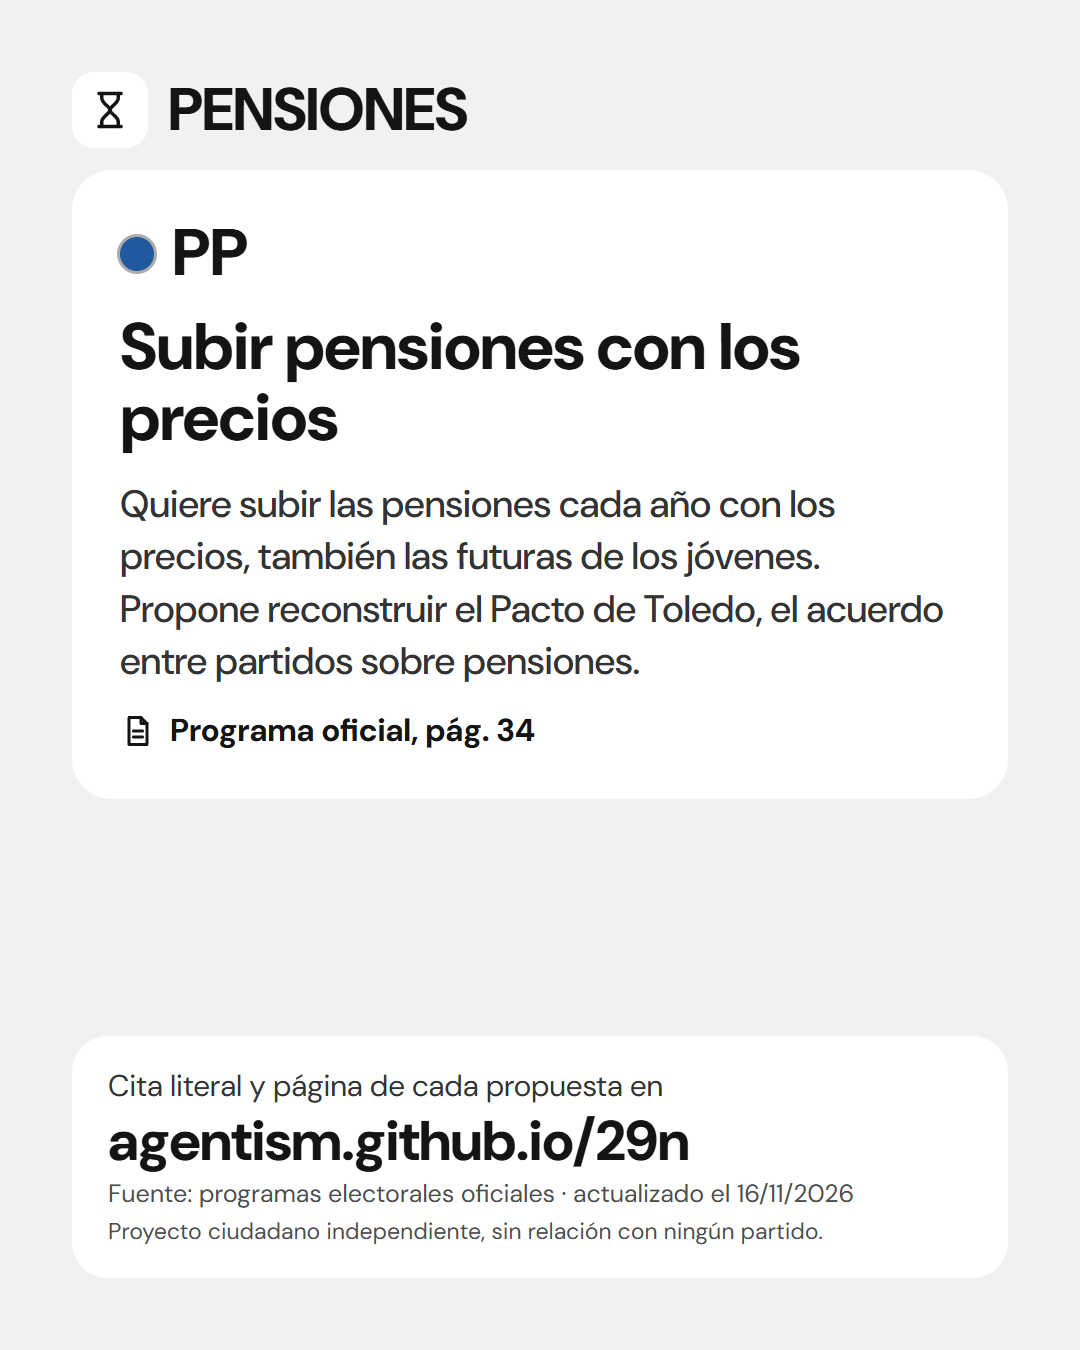 PENSIONES
PP
Subir pensiones con los
precios
Quiere subir las pensiones cada año con los
precios, también las futuras de los jóvenes.
Propone reconstruir el Pacto de Toledo, el acuerdo
entre partidos sobre pensiones.
Programa oficial, pág. 34
Cita literal y página de cada propuesta en
agentism.github.io/29n
Fuente: programas electorales oficiales · actualizado el 16/11/2026
Proyecto ciudadano independiente, sin relación con ningún partido.